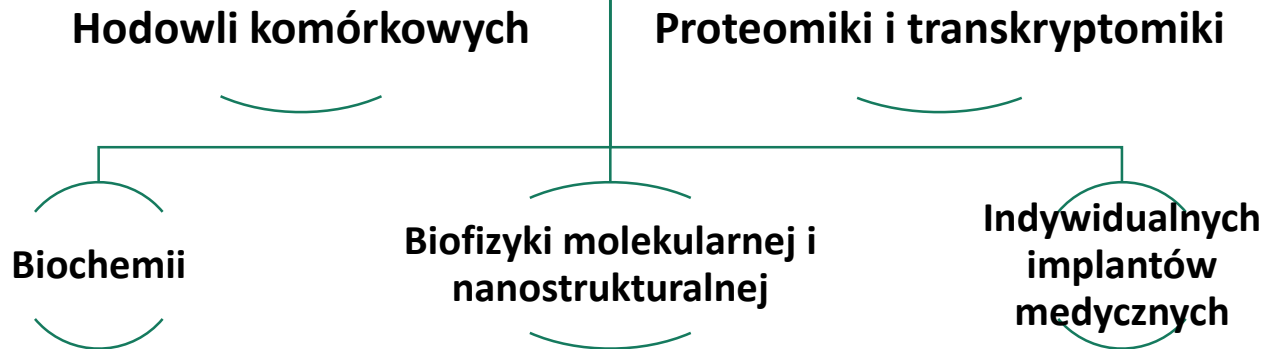 Hodowli komórkowych
Proteomiki i transkryptomiki
Biochemii
Biofizyki molekularnej i
nanostrukturalnej
Indywidualnych
implantów
medycznych